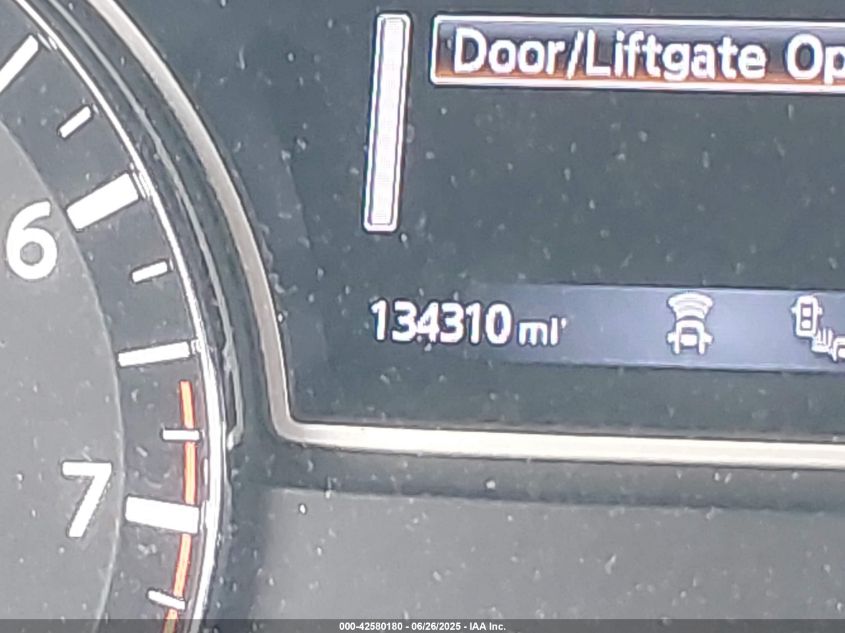 Door/Liftgate Op
6
134310 mi
7
000-42580180 - 06/26/2025 - IAA Inc.